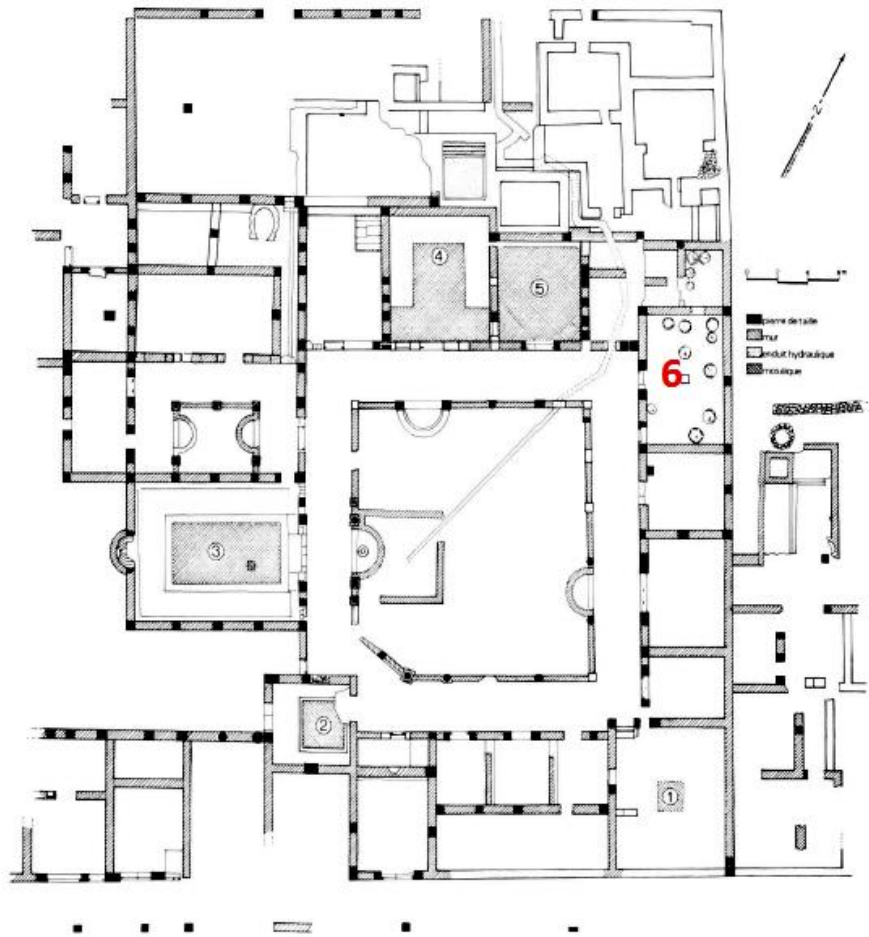 ④
⑤
pierre de taille
mur
enduit hydraulique
mosaïque
6
③
②
①